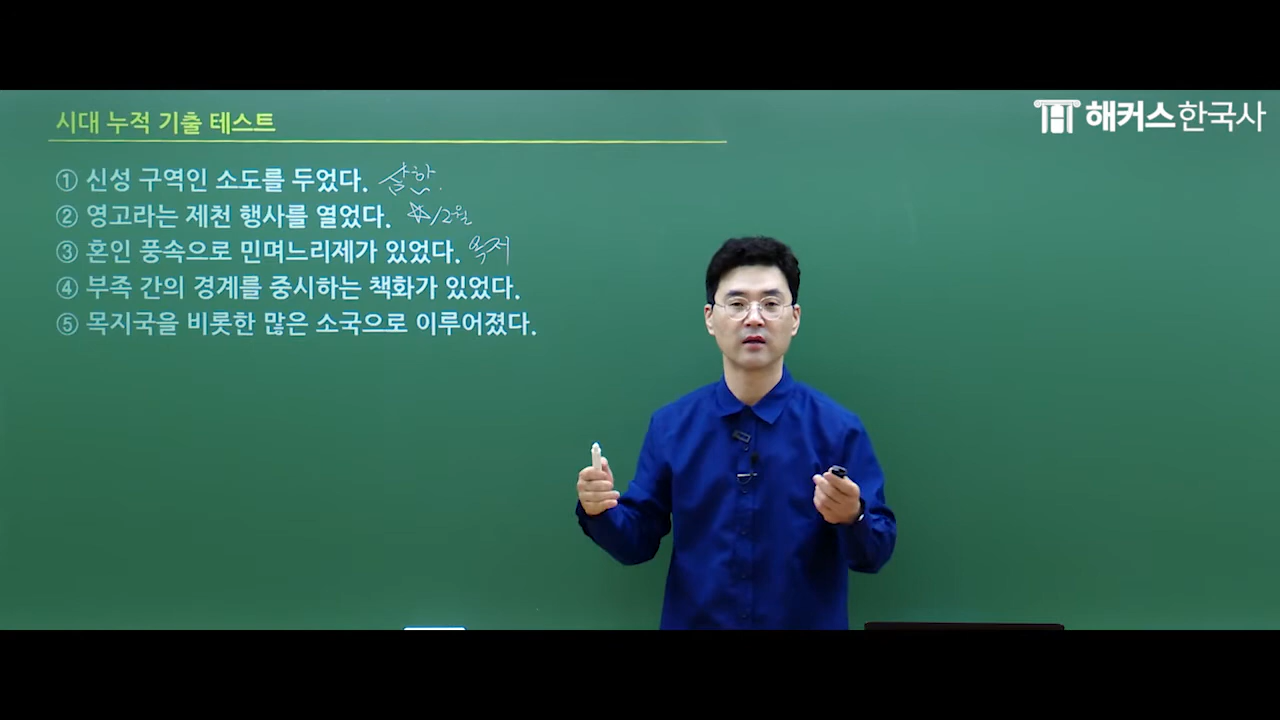 해커스한국사
시대 누적 기출 테스트
① 신성 구역인 소도를 두었다. 삼한.
② 영고라는 제천 행사를 열었다. /12월
③ 혼인 풍속으로 민며느리제가 있었다. 옥저
④ 부족 간의 경계를 중시하는 책화가 있었다.
⑤ 목지국을 비롯한 많은 소국으로 이루어졌다.